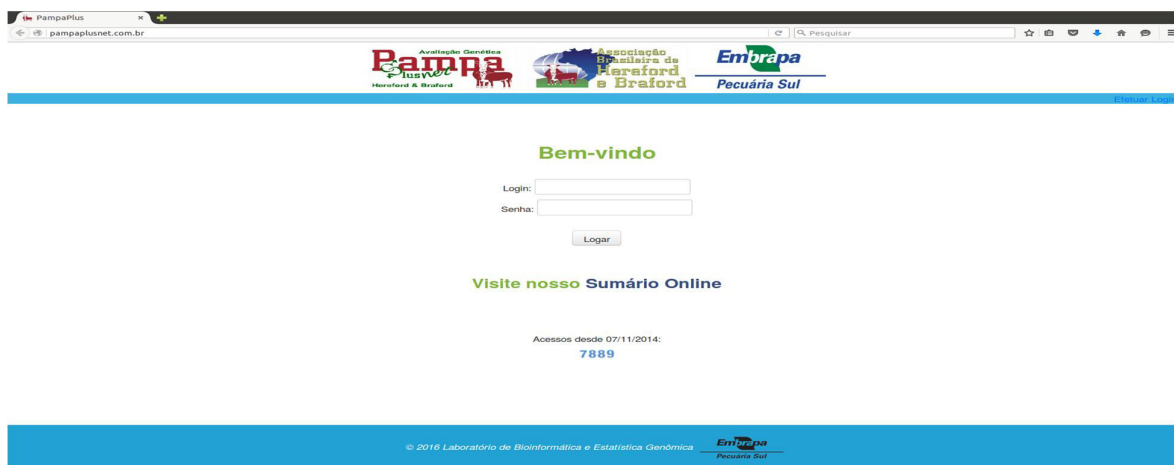 PampaPlus
pampaplusnet.com.br
Pesquisar
Avaliação Genética
Pampa
Plusnet
Hereford & Braford
Associação
Brasileira de
Hereford
e Braford
Embrapa
Pecuária Sul
Efetuar Login
Bem-vindo
Login:
Senha:
Logar
Visite nosso Sumário Online
Acessos desde 07/11/2014:
7889
© 2016 Laboratório de Bioinformática e Estatística Genômica
Embrapa
Pecuária Sul